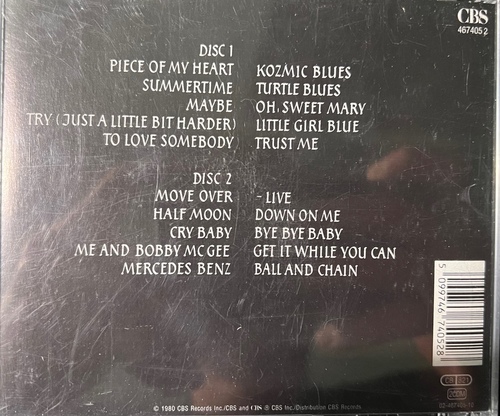 CBS
467405 2
DISC 1
PIECE OF MY HEART
SUMMERTIME
MAYBE
TRY (JUST A LITTLE BIT HARDER)
TO LOVE SOMEBODY
KOZMIC BLUES
TURTLE BLUES
OH, SWEET MARY
LITTLE GIRL BLUE
TRUST ME
DISC 2
MOVE OVER
HALF MOON
CRY BABY
ME AND BOBBY MC GEE
MERCEDES BENZ
- LIVE
DOWN ON ME
BYE BYE BABY
GET IT WHILE YOU CAN
BALL AND CHAIN
5 099746 740528
© 1980 CBS Records Inc./CBS and CBS ® CBS Inc./Distribution CBS Records